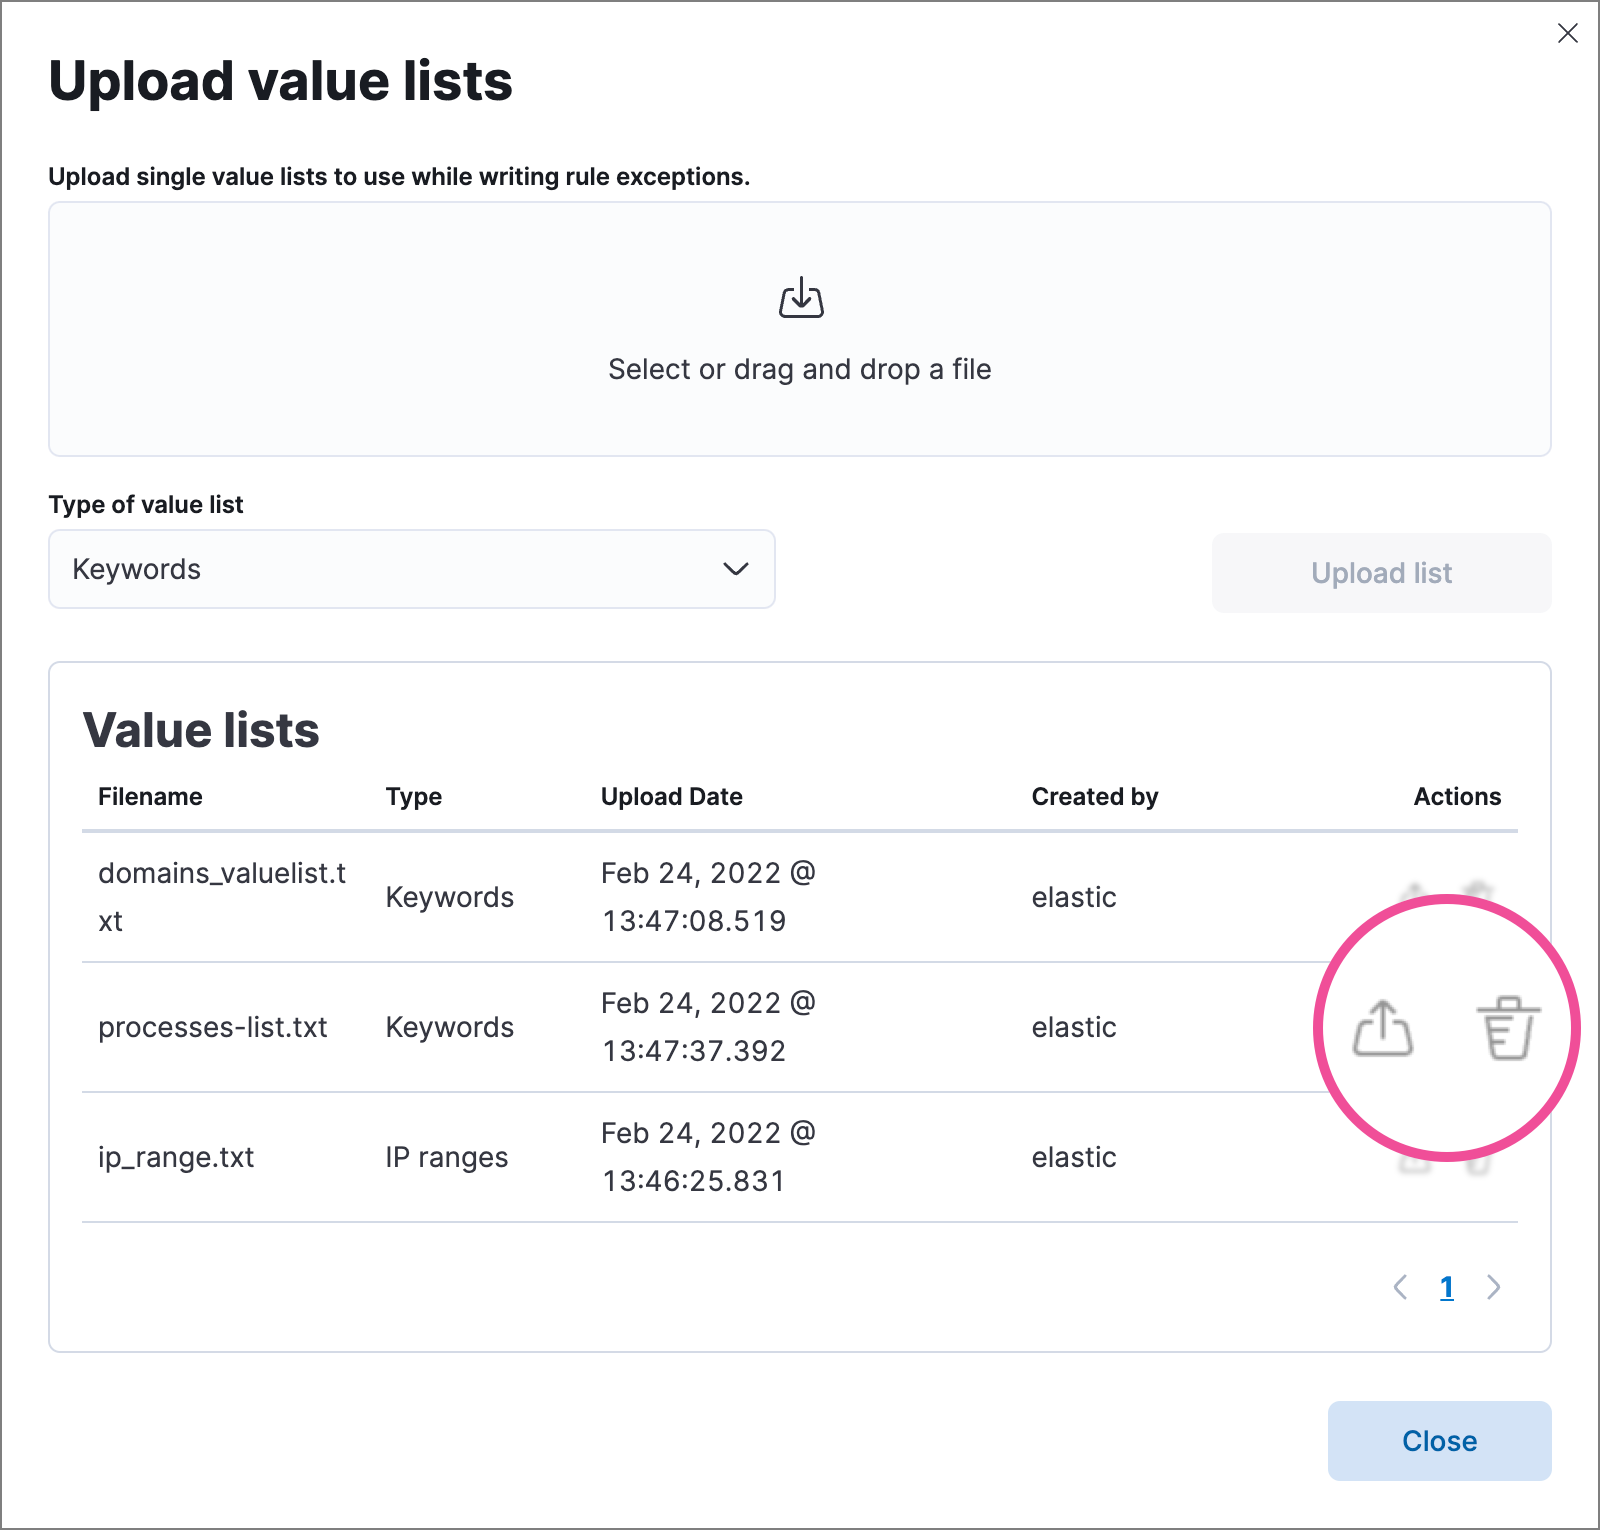 Upload value lists
Upload single value lists to use while writing rule exceptions.
Select or drag and drop a file
Type of value list
Keywords
Upload list
Value lists
Filename Type Upload Date Created by Actions
domains_valuelist.t
xt
Keywords
Feb 24, 2022 @
13:47:08.519
elastic
processes-list.txt
Keywords
Feb 24, 2022 @
13:47:37.392
elastic
ip_range.txt
IP ranges
Feb 24, 2022 @
13:46:25.831
elastic
1
Close